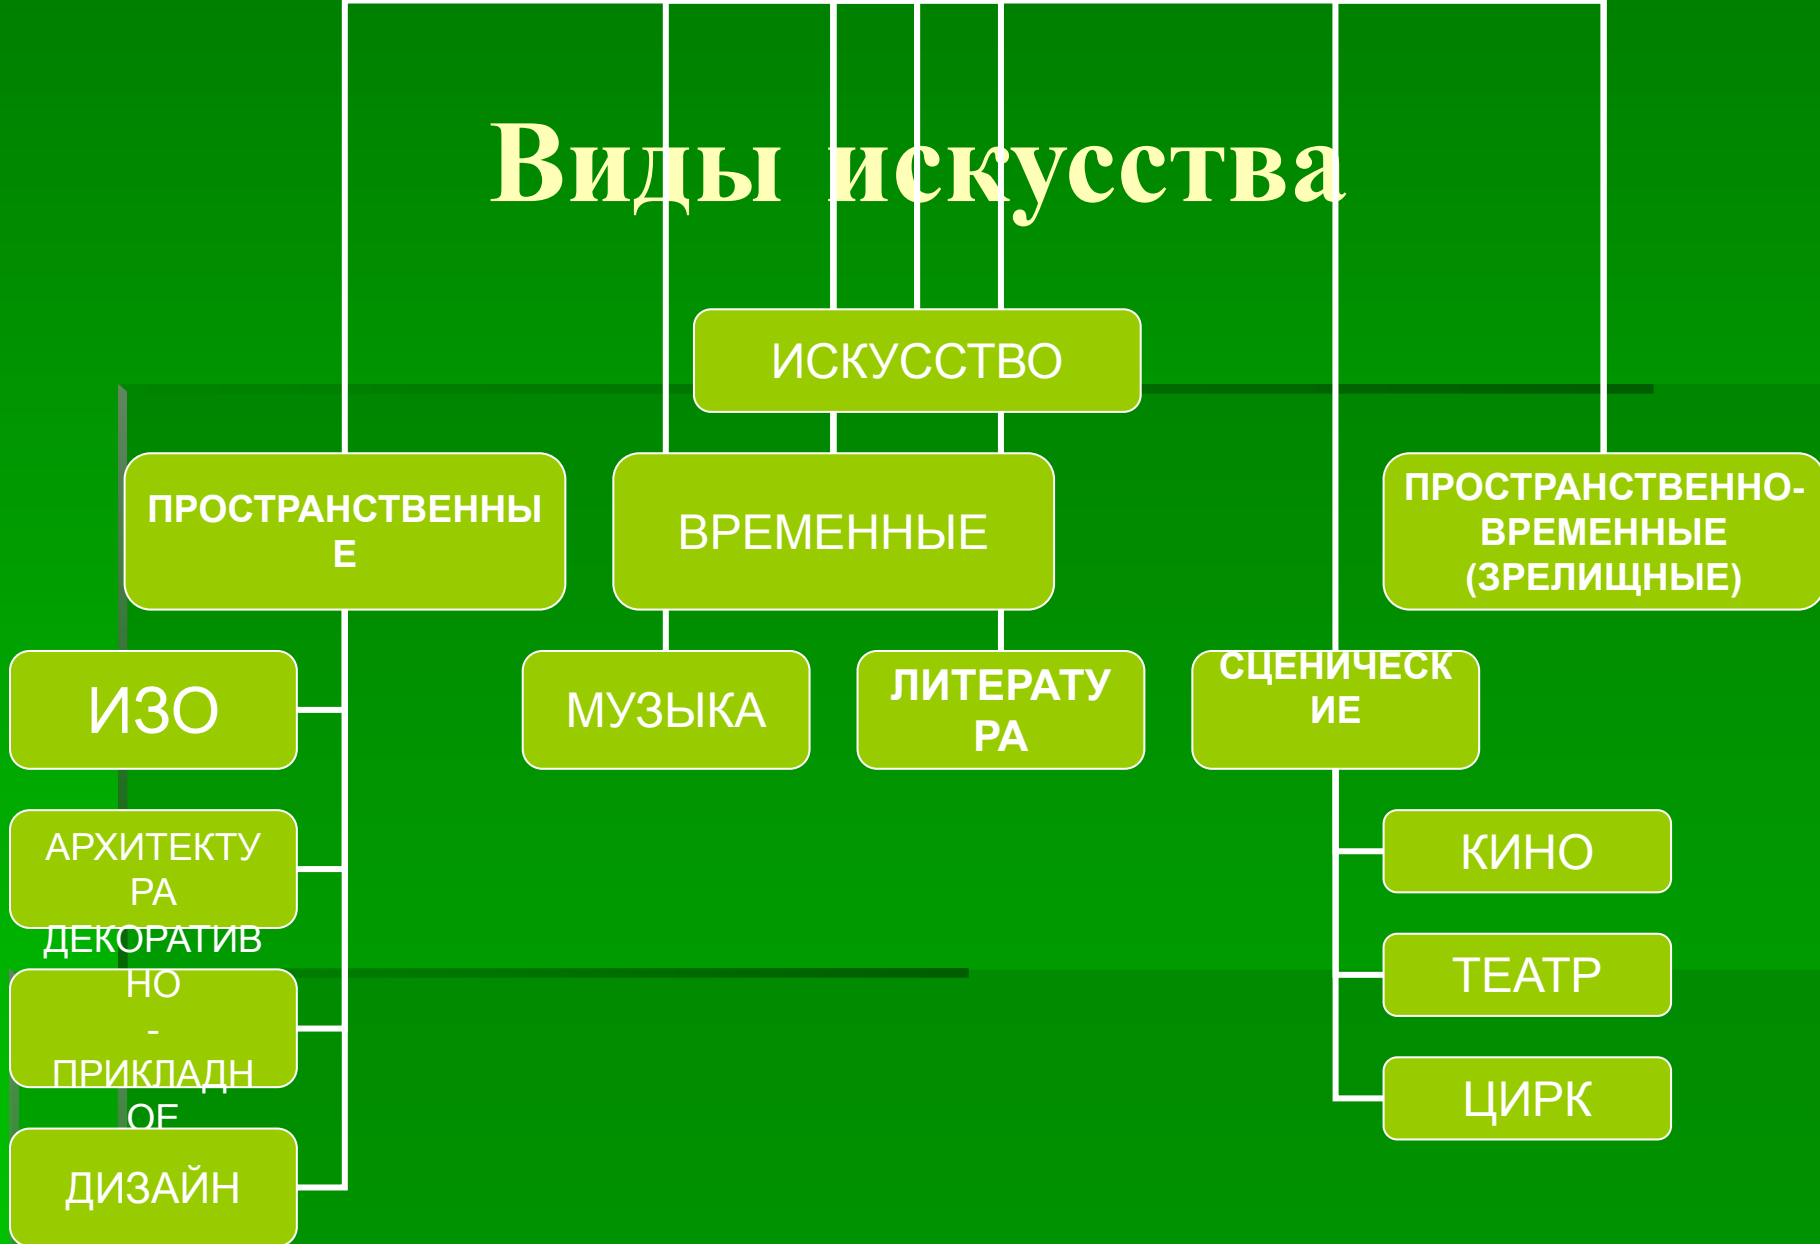 Виды искусства
ИСКУССТВО
ПРОСТРАНСТВЕННЫ
Е
ВРЕМЕННЫЕ
ПРОСТРАНСТВЕННО-
ВРЕМЕННЫЕ
(ЗРЕЛИЩНЫЕ)
ИЗО
МУЗЫКА
ЛИТЕРАТУ
РА
СЦЕНИЧЕСК
ИЕ
АРХИТЕКТУ
РА
ДЕКОРАТИВ
НО
-
ПРИКЛАДН
ОЕ
ДИЗАЙН
КИНО
ТЕАТР
ЦИРК